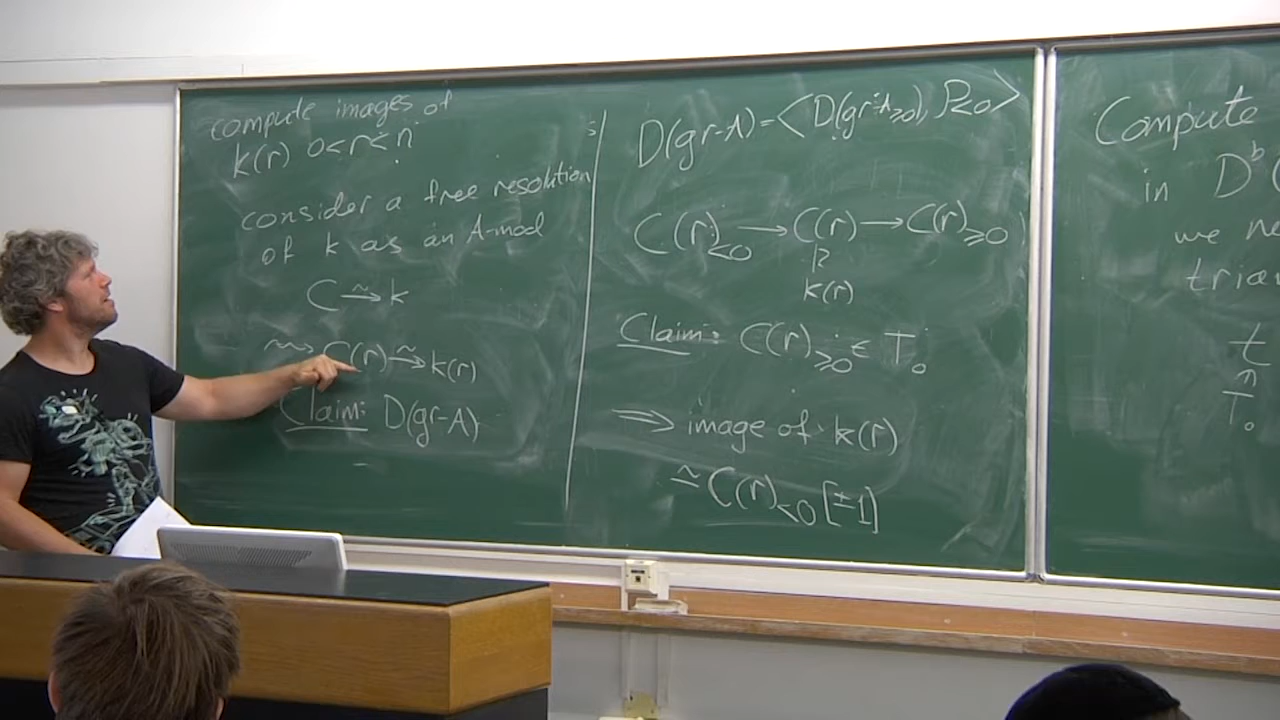 compute images of
k(r) 0<r≤n
consider a free resolution
of k as an A-mod
C ⥲ k
⇝ C(r) ⥲ k(r)
Claim: D(gr-A)
D(gr-A) = <D(gr-A≥0), P<0>
C(r)<0 → C(r) → C(r)≥0
k(r)
Claim: C(r)≥0 ∈ T0
⟹ image of k(r)
≅ C(r)<0[±1]
Compute
in D^b(
we ne
tria
t
T0